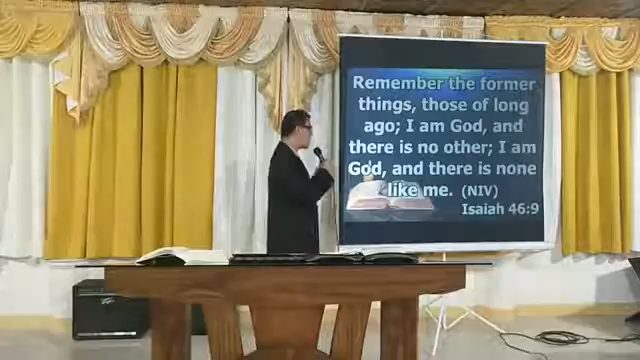 Remember the former
things, those of long
ago; I am God, and
there is no other; I am
God, and there is none
like me. (NIV)
Isaiah 46:9